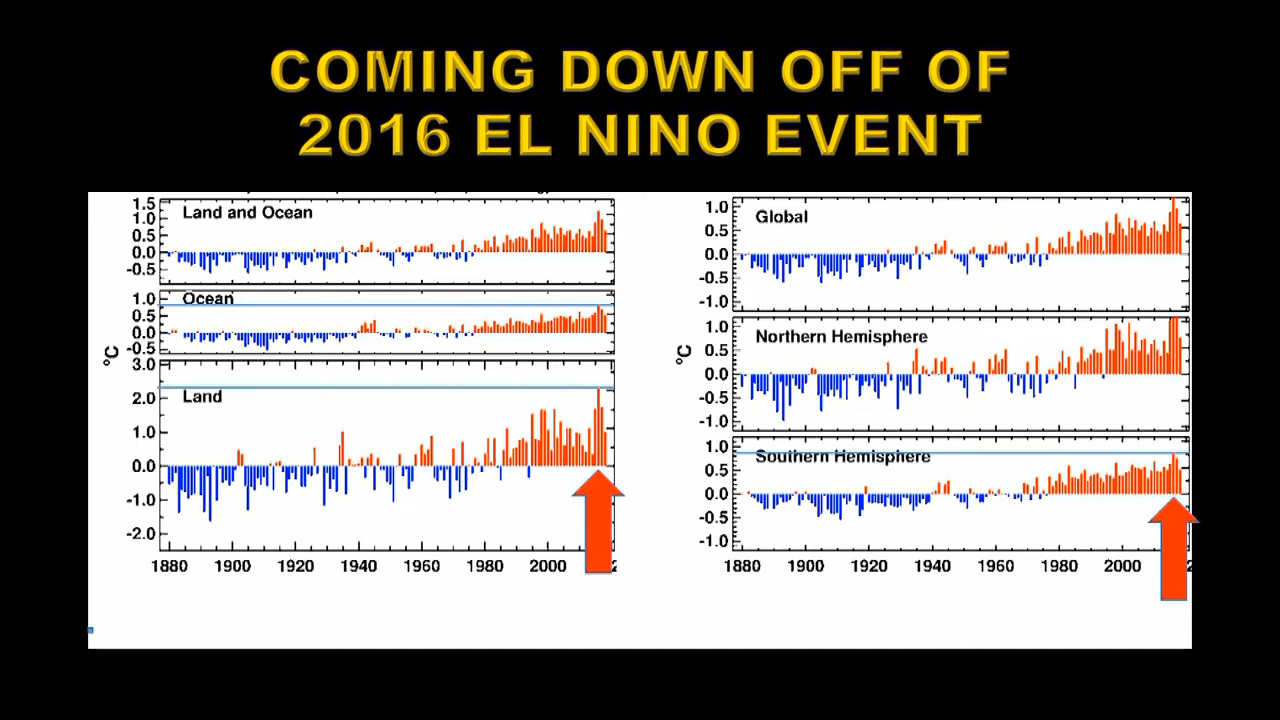 COMING DOWN OFF OF
2016 EL NINO EVENT
Land and Ocean
1.5
1.0
0.5
0.0
-0.5
Ocean
1.0
0.5
0.0
-0.5
°C
Land
3.0
2.0
1.0
0.0
-1.0
-2.0
1880 1900 1920 1940 1960 1980 2000
Global
1.0
0.5
0.0
-0.5
-1.0
Northern Hemisphere
1.0
0.5
0.0
-0.5
-1.0
°C
Southern Hemisphere
1.0
0.5
0.0
-0.5
-1.0
1880 1900 1920 1940 1960 1980 2000